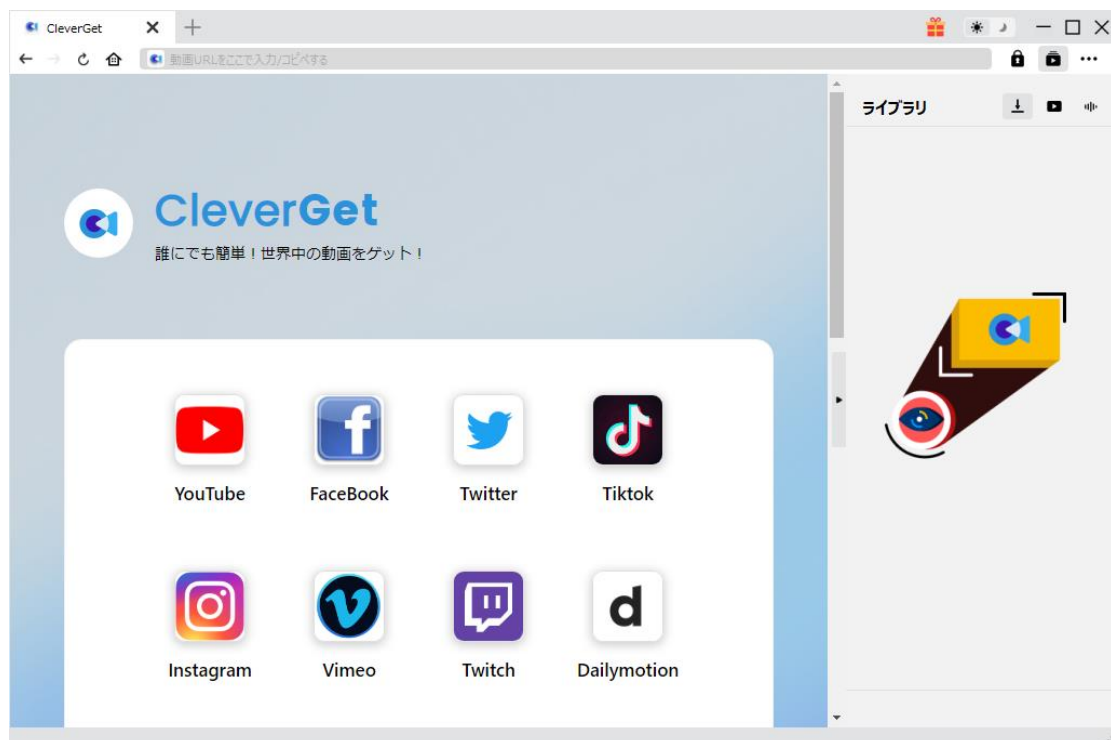 CleverGet
動画URLをここで入力/コピペする
ライブラリ
CleverGet
誰にでも簡単！世界中の動画をゲット！
YouTube
FaceBook
Twitter
Tiktok
Instagram
Vimeo
Twitch
Dailymotion